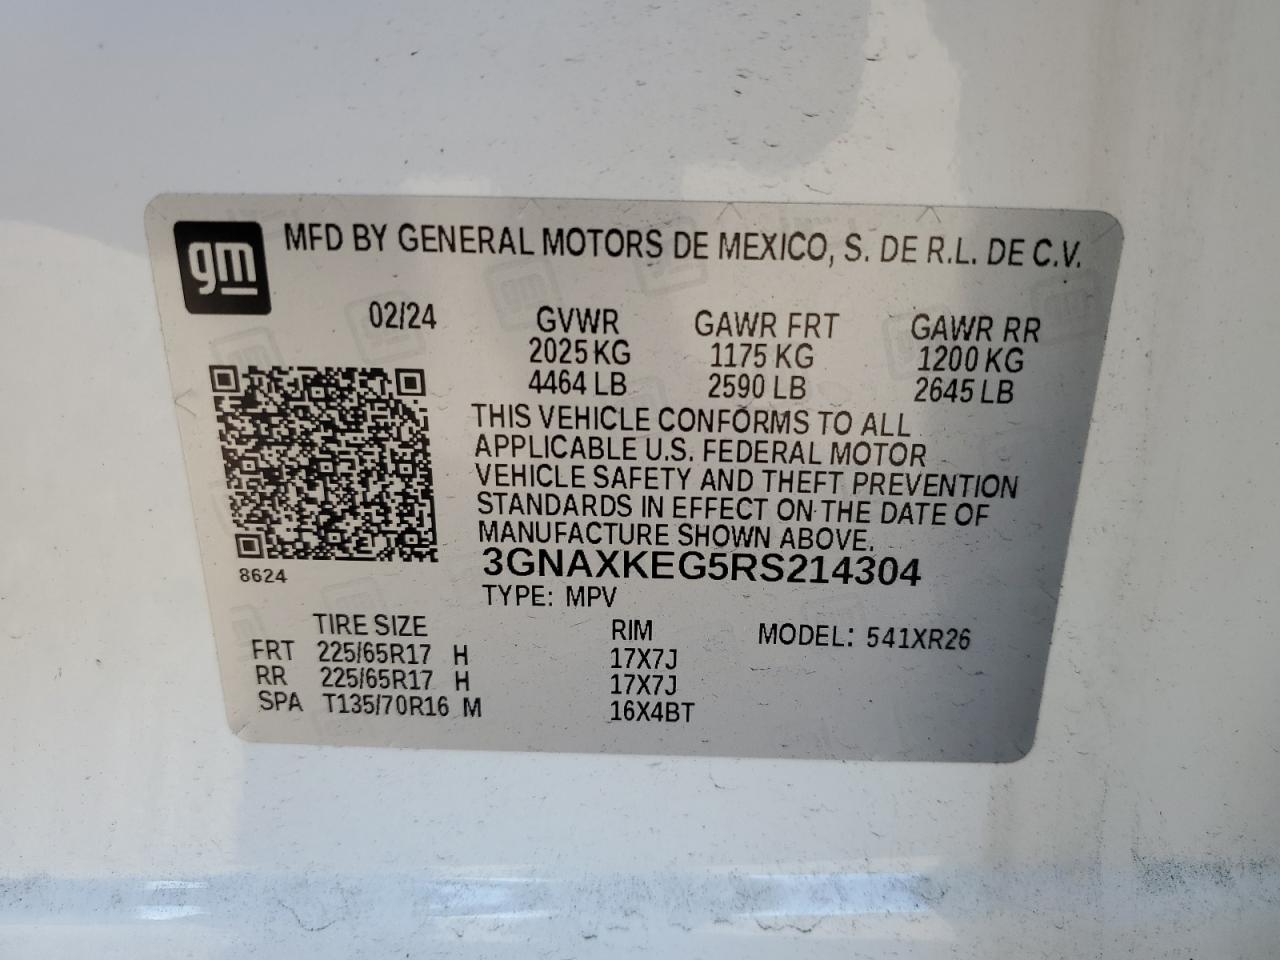 gm
MFD BY GENERAL MOTORS DE MEXICO, S. DE R.L. DE C.V.
02/24 GVWR GAWR FRT GAWR RR
2025 KG 1175 KG 1200 KG
4464 LB 2590 LB 2645 LB
THIS VEHICLE CONFORMS TO ALL
APPLICABLE U.S. FEDERAL MOTOR
VEHICLE SAFETY AND THEFT PREVENTION
STANDARDS IN EFFECT ON THE DATE OF
MANUFACTURE SHOWN ABOVE.
3GNAXKEG5RS214304
8624
TYPE: MPV
TIRE SIZE RIM MODEL: 541XR26
FRT 225/65R17 H 17X7J
RR 225/65R17 H 17X7J
SPA T135/70R16 M 16X4BT